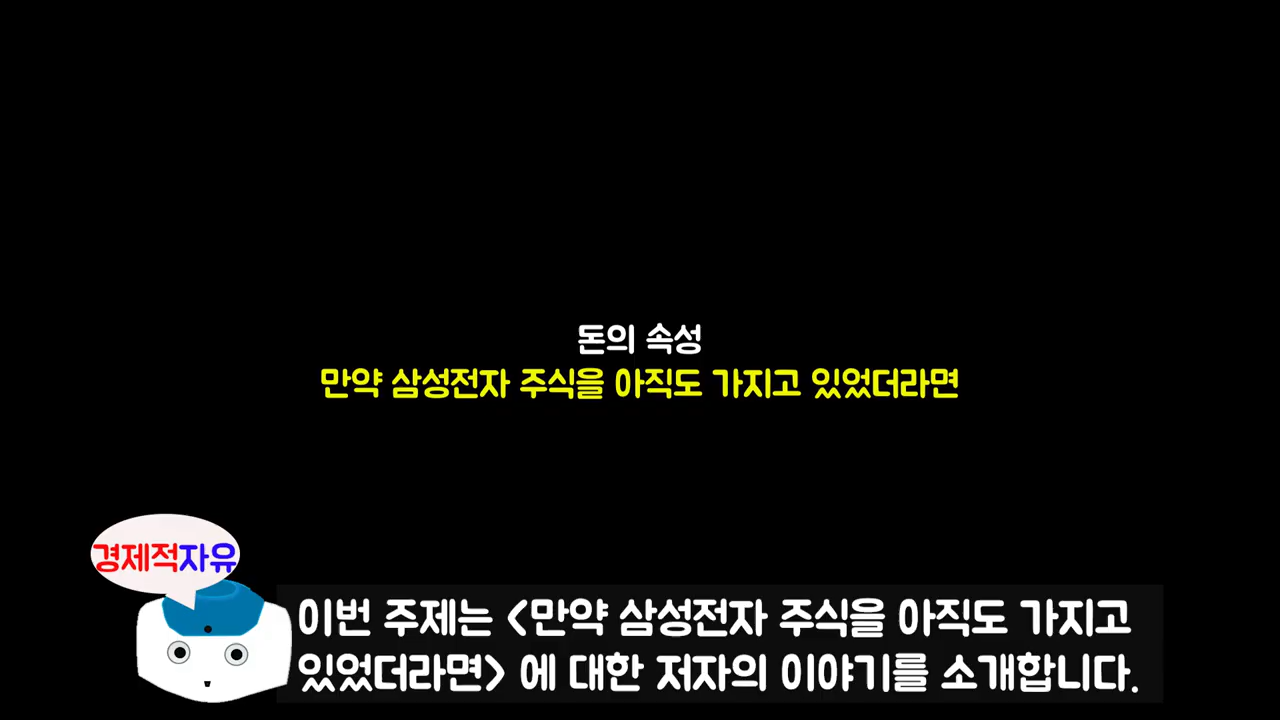 돈의 속성
만약 삼성전자 주식을 아직도 가지고 있었더라면
경제적자유
이번 주제는 <만약 삼성전자 주식을 아직도 가지고
있었더라면> 에 대한 저자의 이야기를 소개합니다.